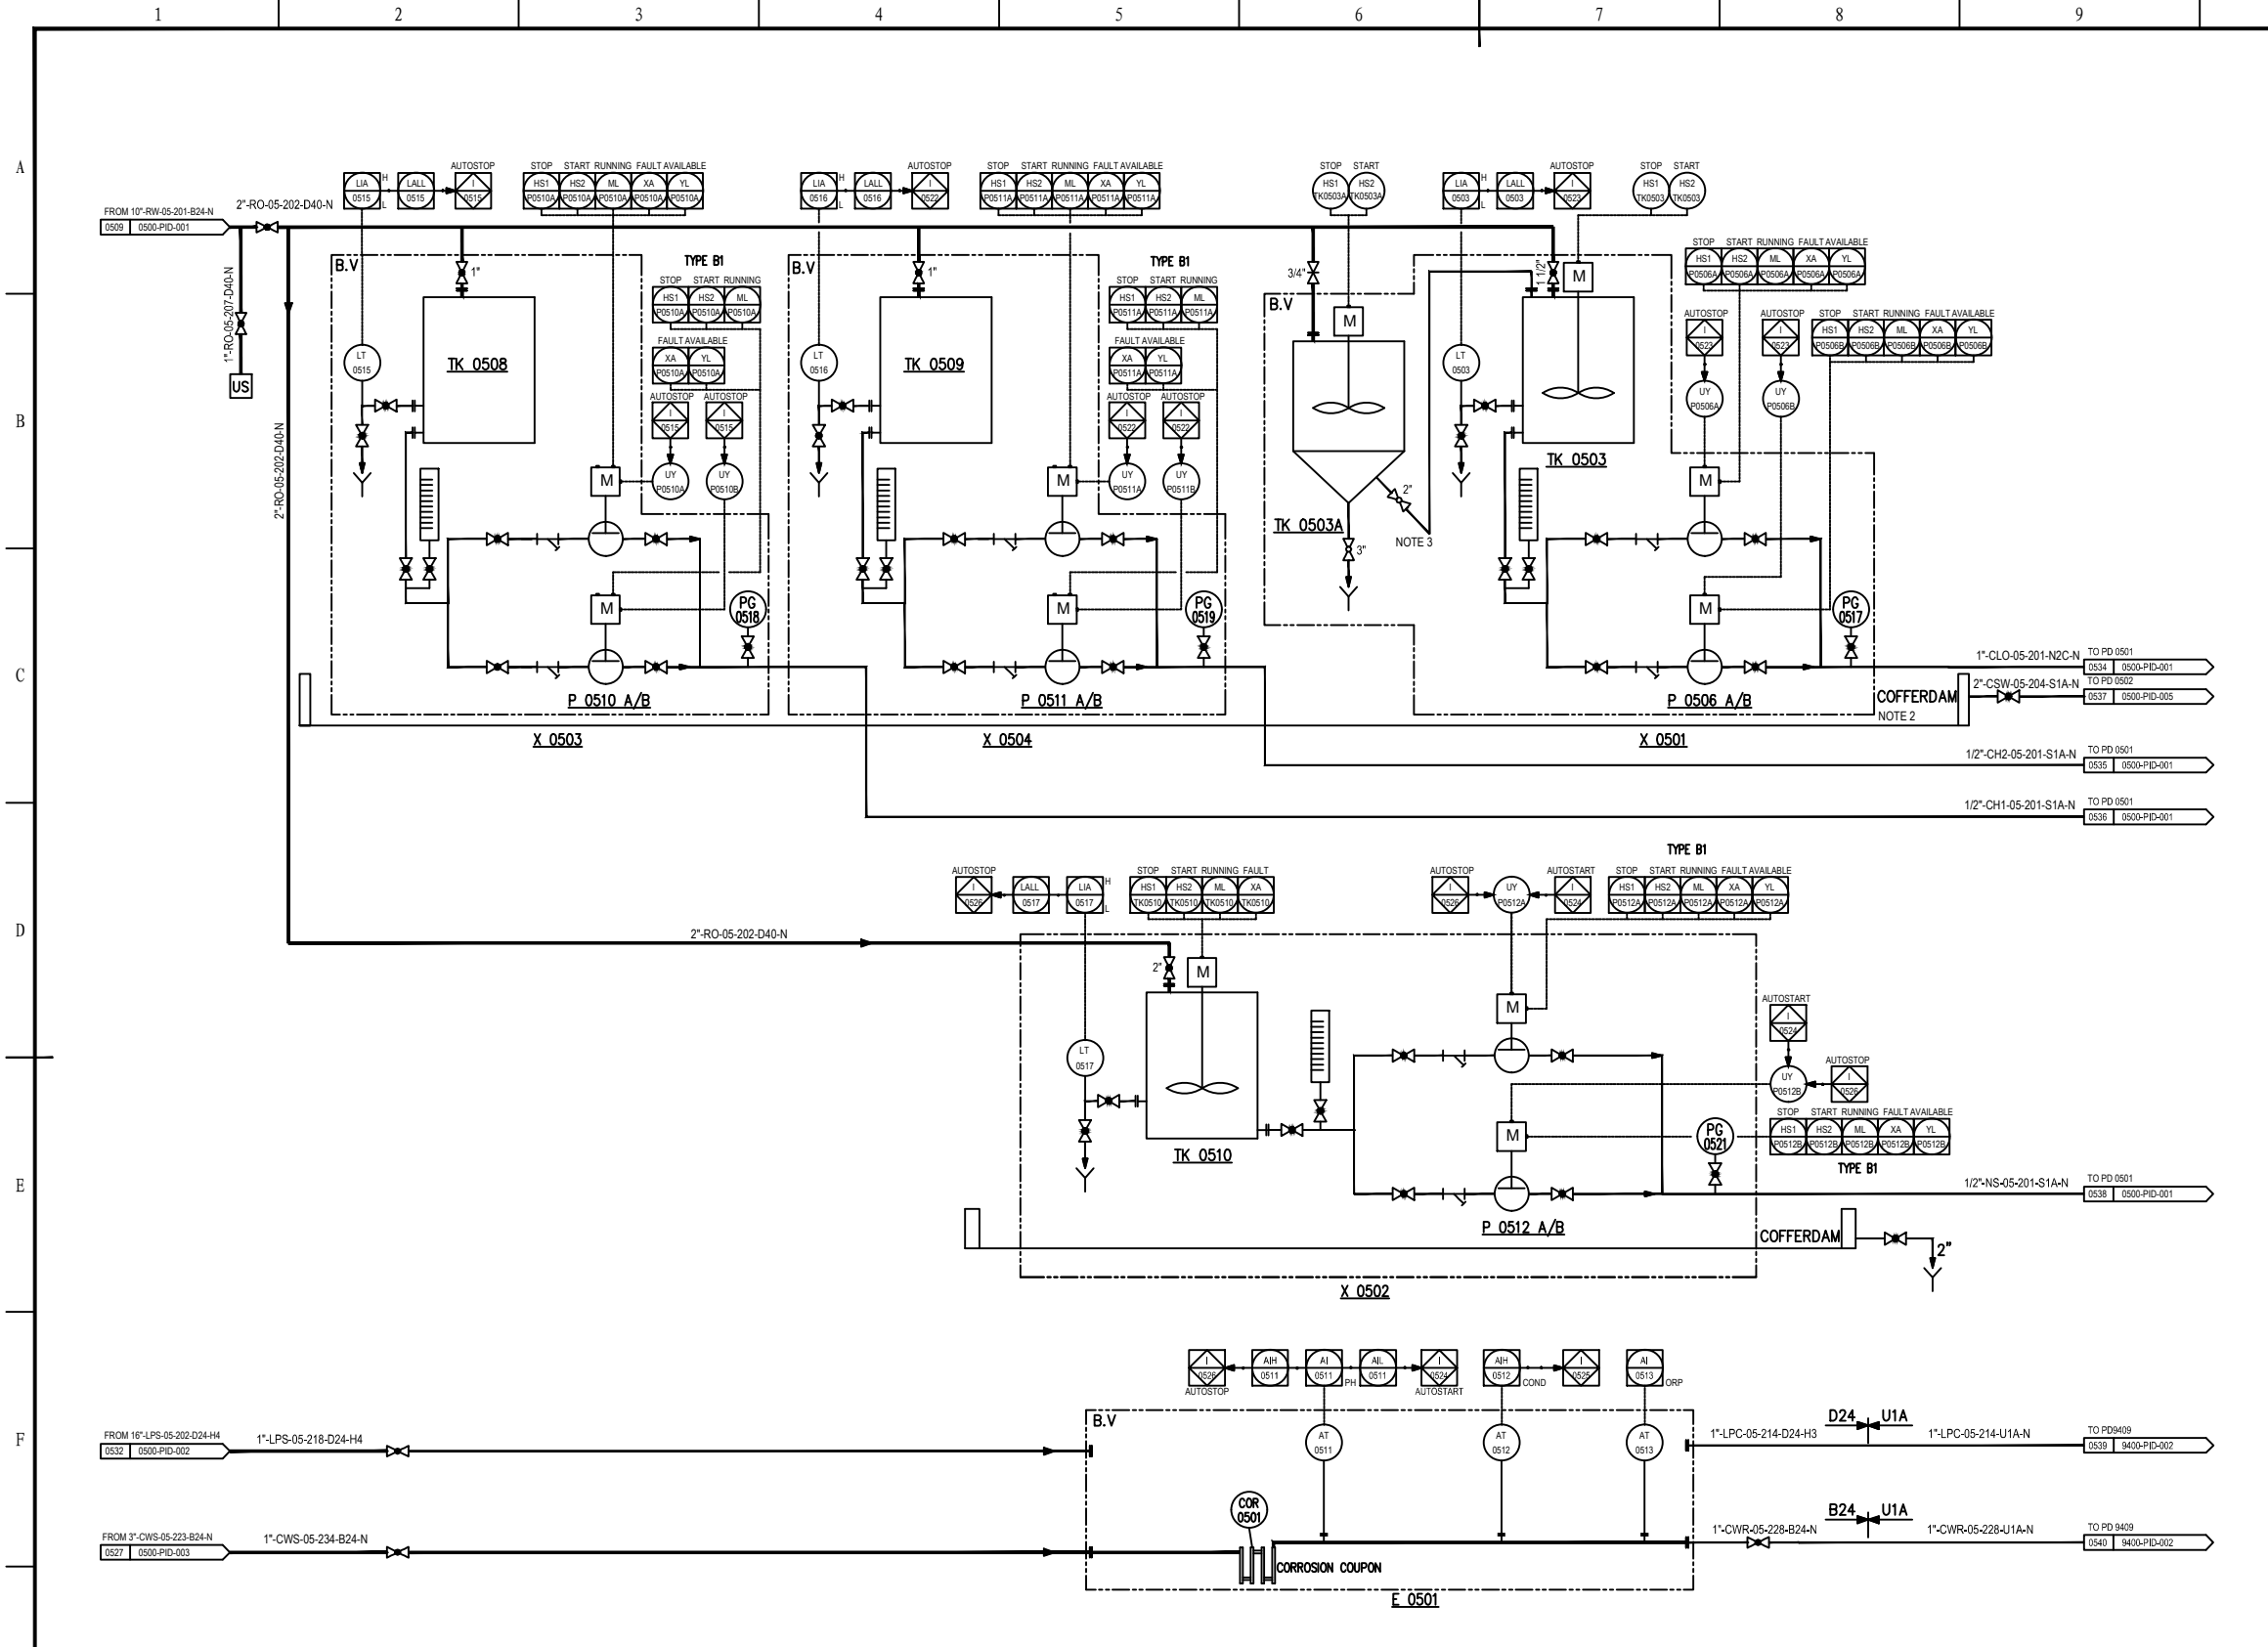 1 2 3 4 5 6 7 8 9
A
B
C
D
E
F
FROM 10"-RW-05-201-B24-N
0509 0500-PID-001
2"-RO-05-202-D40-N
1"-RO-05-207-D40-N
US
2"-RO-05-202-D40-N
AUTOSTOP
LIA 0515 H L
LALL 0515
I 0515
STOP START RUNNING FAULT AVAILABLE
HS1 HS2 ML XA YL
P0510A P0510A P0510A P0510A P0510A
B.V
1"
TYPE B1
STOP START RUNNING
HS1 HS2 ML
P0510A P0510A P0510A
FAULT AVAILABLE
XA YL
P0510A P0510A
AUTOSTOP AUTOSTOP
I 0515
I 0515
UY P0510A
UY P0510B
LT 0515
TK 0508
M
M
PG 0518
P 0510 A/B
X 0503
AUTOSTOP
LIA 0516 H L
LALL 0516
I 0522
STOP START RUNNING FAULT AVAILABLE
HS1 HS2 ML XA YL
P0511A P0511A P0511A P0511A P0511A
B.V
1"
TYPE B1
STOP START RUNNING
HS1 HS2 ML
P0511A P0511A P0511A
FAULT AVAILABLE
XA YL
P0511A P0511A
AUTOSTOP AUTOSTOP
I 0522
I 0522
UY P0511A
UY P0511B
LT 0516
TK 0509
M
M
PG 0519
P 0511 A/B
X 0504
STOP START
HS1 HS2
TK0503A TK0503A
3/4"
B.V
M
TK 0503A
2"
3"
NOTE 3
AUTOSTOP
LIA 0503 H L
LALL 0503
I 0523
STOP START
HS1 HS2
TK0503 TK0503
1 1/2"
M
LT 0503
TK 0503
STOP START RUNNING FAULT AVAILABLE
HS1 HS2 ML XA YL
P0506A P0506A P0506A P0506A P0506A
AUTOSTOP AUTOSTOP
I 0523
I 0523
STOP START RUNNING FAULT AVAILABLE
HS1 HS2 ML XA YL
P0506B P0506B P0506B P0506B P0506B
UY P0506A
UY P0506B
M
M
PG 0517
P 0506 A/B
X 0501
COFFERDAM
NOTE 2
1"-CLO-05-201-N2C-N
TO PD 0501
0534 0500-PID-001
2"-CSW-05-204-S1A-N
TO PD 0502
0537 0500-PID-005
1/2"-CH2-05-201-S1A-N
TO PD 0501
0535 0500-PID-001
1/2"-CH1-05-201-S1A-N
TO PD 0501
0536 0500-PID-001
2"-RO-05-202-D40-N
AUTOSTOP
I 0526
LALL 0517
LIA 0517 H L
STOP START RUNNING FAULT
HS1 HS2 ML XA
TK0510 TK0510 TK0510 TK0510
AUTOSTOP
I 0526
UY P0512A
AUTOSTART
I 0524
TYPE B1
STOP START RUNNING FAULT AVAILABLE
HS1 HS2 ML XA YL
P0512A P0512A P0512A P0512A P0512A
2"
M
LT 0517
TK 0510
M
M
AUTOSTART
I 0524
AUTOSTOP
UY P0512B
I 0526
STOP START RUNNING FAULT AVAILABLE
HS1 HS2 ML XA YL
P0512B P0512B P0512B P0512B P0512B
TYPE B1
PG 0521
P 0512 A/B
1/2"-NS-05-201-S1A-N
TO PD 0501
0538 0500-PID-001
COFFERDAM
2"
X 0502
I 0526
AUTOSTOP
AIH 0511
AI 0511 PH
AIL 0511
I 0524
AUTOSTART
AIH 0512 COND
I 0525
AI 0513 ORP
B.V
AT 0511
AT 0512
AT 0513
FROM 16"-LPS-05-202-D24-H4
0532 0500-PID-002
1"-LPS-05-218-D24-H4
1"-LPC-05-214-D24-H3
D24 U1A
1"-LPC-05-214-U1A-N
TO PD9409
0539 9400-PID-002
COR 0501
CORROSION COUPON
FROM 3"-CWS-05-223-B24-N
0527 0500-PID-003
1"-CWS-05-234-B24-N
1"-CWR-05-228-B24-N
B24 U1A
1"-CWR-05-228-U1A-N
TO PD 9409
0540 9400-PID-002
E 0501